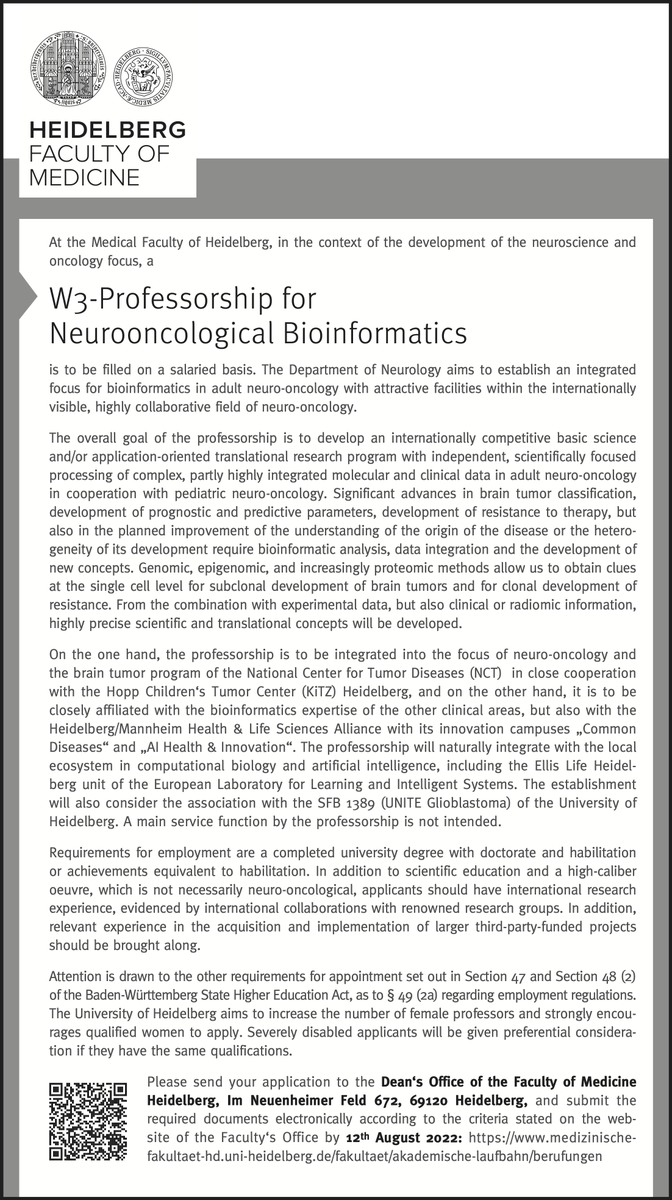 HEIDELBERG
FACULTY OF
MEDICINE
At the Medical Faculty of Heidelberg, in the context of the development of the neuroscience and
oncology focus, a
W3-Professorship for
Neurooncological Bioinformatics
is to be filled on a salaried basis. The Department of Neurology aims to establish an integrated
focus for bioinformatics in adult neuro-oncology with attractive facilities within the internationally
visible, highly collaborative field of neuro-oncology.
The overall goal of the professorship is to develop an internationally competitive basic science
and/or application-oriented translational research program with independent, scientifically focused
processing of complex, partly highly integrated molecular and clinical data in adult neuro-oncology
in cooperation with pediatric neuro-oncology. Significant advances in brain tumor classification,
development of prognostic and predictive parameters, development of resistance to therapy, but
also in the planned improvement of the understanding of the origin of the disease or the hetero-
geneity of its development require bioinformatic analysis, data integration and the development of
new concepts. Genomic, epigenomic, and increasingly proteomic methods allow us to obtain clues
at the single cell level for subclonal development of brain tumors and for clonal development of
resistance. From the combination with experimental data, but also clinical or radiomic information,
highly precise scientific and translational concepts will be developed.
On the one hand, the professorship is to be integrated into the focus of neuro-oncology and
the brain tumor program of the National Center for Tumor Diseases (NCT) in close cooperation
with the Hopp Children‘s Tumor Center (KiTZ) Heidelberg, and on the other hand, it is to be
closely affiliated with the bioinformatics expertise of the other clinical areas, but also with the
Heidelberg/Mannheim Health & Life Sciences Alliance with its innovation campuses „Common
Diseases“ and „AI Health & Innovation“. The professorship will naturally integrate with the local
ecosystem in computational biology and artificial intelligence, including the Ellis Life Heidel-
berg unit of the European Laboratory for Learning and Intelligent Systems. The establishment
will also consider the association with the SFB 1389 (UNITE Glioblastoma) of the University of
Heidelberg. A main service function by the professorship is not intended.
Requirements for employment are a completed university degree with doctorate and habilitation
or achievements equivalent to habilitation. In addition to scientific education and a high-caliber
oeuvre, which is not necessarily neuro-oncological, applicants should have international research
experience, evidenced by international collaborations with renowned research groups. In addition,
relevant experience in the acquisition and implementation of larger third-party-funded projects
should be brought along.
Attention is drawn to the other requirements for appointment set out in Section 47 and Section 48 (2)
of the Baden-Württemberg State Higher Education Act, as to § 49 (2a) regarding employment regulations.
The University of Heidelberg aims to increase the number of female professors and strongly encou-
rages qualified women to apply. Severely disabled applicants will be given preferential considera-
tion if they have the same qualifications.
Please send your application to the Dean‘s Office of the Faculty of Medicine
Heidelberg, Im Neuenheimer Feld 672, 69120 Heidelberg, and submit the
required documents electronically according to the criteria stated on the web-
site of the Faculty‘s Office by 12th August 2022: https://www.medizinische-
fakultaet-hd.uni-heidelberg.de/fakultaet/akademische-laufbahn/berufungen